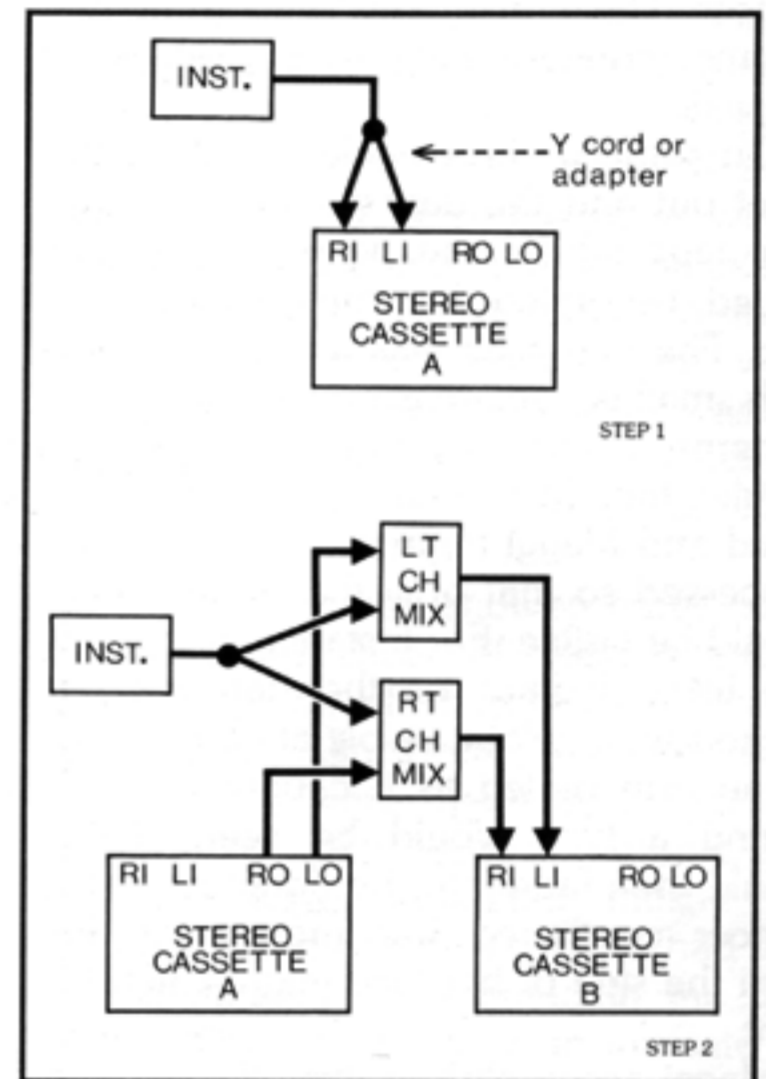 INST.
Y cord or
adapter
RI LI RO LO
STEREO
CASSETTE
A
STEP 1
LT
CH
MIX
INST.
RT
CH
MIX
RI LI RO LO
STEREO
CASSETTE
A
RI LI RO LO
STEREO
CASSETTE
B
STEP 2